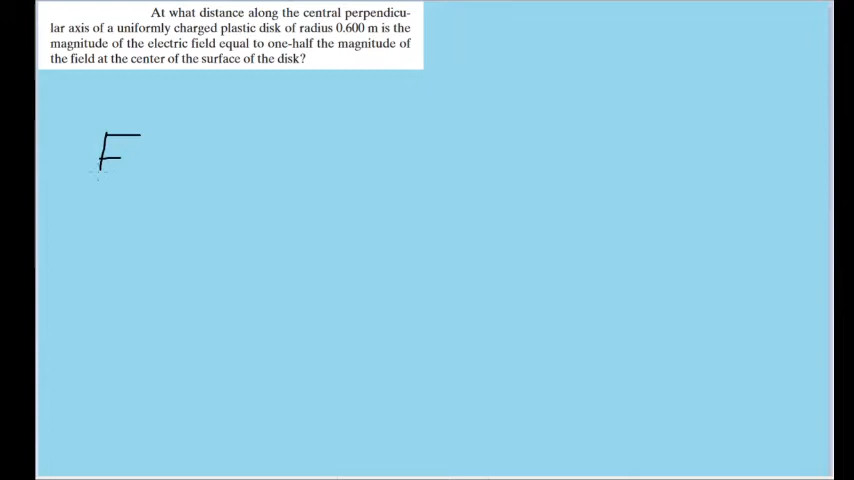 At what distance along the central perpendicu-
lar axis of a uniformly charged plastic disk of radius 0.600 m is the
magnitude of the electric field equal to one-half the magnitude of
the field at the center of the surface of the disk?
F